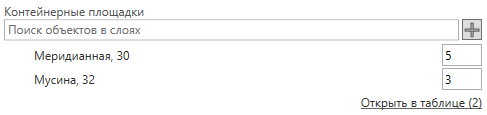 Контейнерные площадки
Поиск объектов в слоях
Меридианная, 30 5
Мусина, 32 3
Открыть в таблице (2)